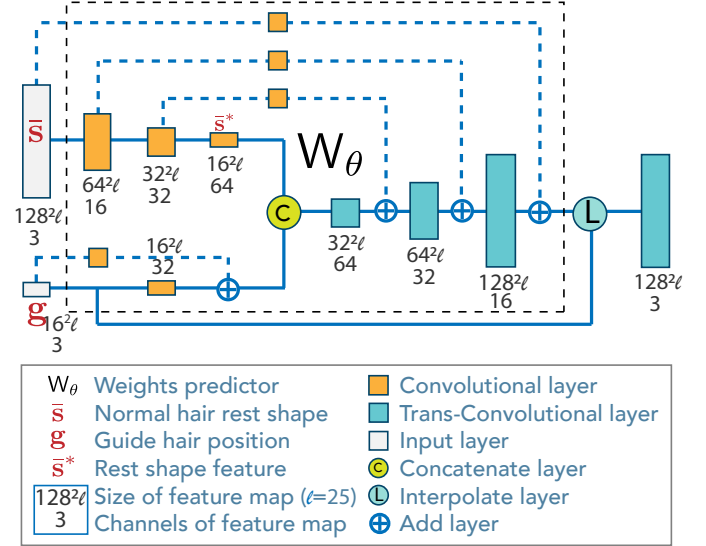 s̄
128²ℓ
3
64²ℓ
16
32²ℓ
32
s̄*
16²ℓ
64
W_θ
C
32²ℓ
64
64²ℓ
32
128²ℓ
16
L
128²ℓ
3
16²ℓ
32
g
16²ℓ
3
W_θ Weights predictor
s̄ Normal hair rest shape
g Guide hair position
s̄* Rest shape feature
128²ℓ Size of feature map (ℓ=25)
3 Channels of feature map
Convolutional layer
Trans-Convolutional layer
Input layer
C Concatenate layer
L Interpolate layer
Add layer